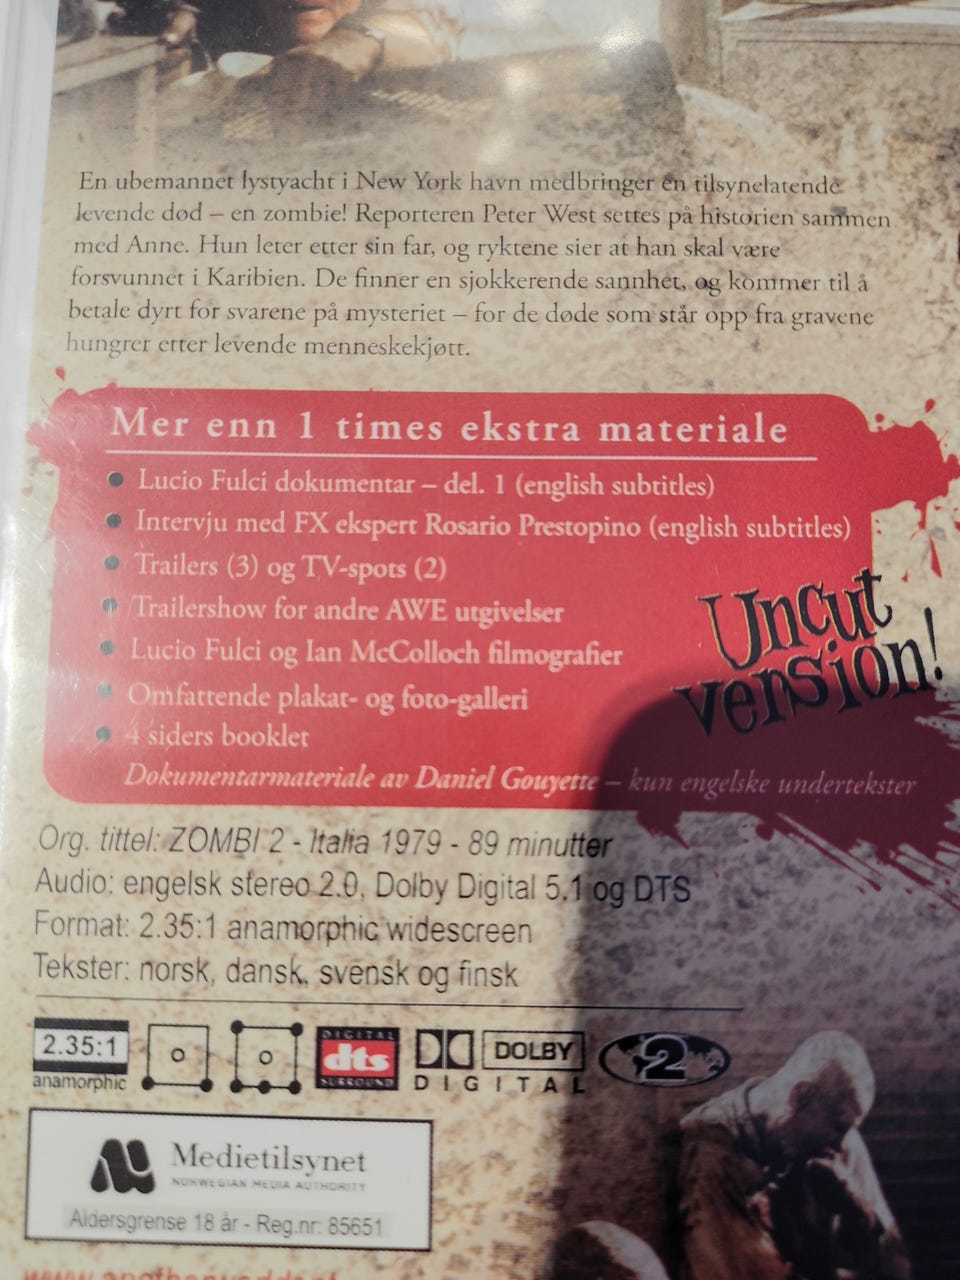 En ubemannet lystyacht i New York havn medbringer en tilsynelatende
levende død – en zombie! Reporteren Peter West settes på historien sammen
med Anne. Hun leter etter sin far, og ryktene sier at han skal være
forsvunnet i Karibien. De finner en sjokkerende sannhet, og kommer til å
betale dyrt for svarene på mysteriet – for de døde som står opp fra gravene
hungrer etter levende menneskekjøtt.
Mer enn 1 times ekstra materiale
Lucio Fulci dokumentar – del. 1 (english subtitles)
Intervju med FX ekspert Rosario Prestopino (english subtitles)
Trailers (3) og TV-spots (2)
Trailershow for andre AWE utgivelser
Lucio Fulci og Ian McColloch filmografier
Omfattende plakat- og foto-galleri
4 siders booklet
Dokumentarmateriale av Daniel Gouyette – kun engelske undertekster
Uncut
version!
Org. tittel: ZOMBI 2 - Italia 1979 - 89 minutter
Audio: engelsk stereo 2.0, Dolby Digital 5.1 og DTS
Format: 2.35:1 anamorphic widescreen
Tekster: norsk, dansk, svensk og finsk
2.35:1
anamorphic
DIGITAL
dts
SURROUND
DOLBY
DIGITAL
2
Medietilsynet
NORWEGIAN MEDIA AUTHORITY
Aldersgrense 18 år - Reg.nr: 85651